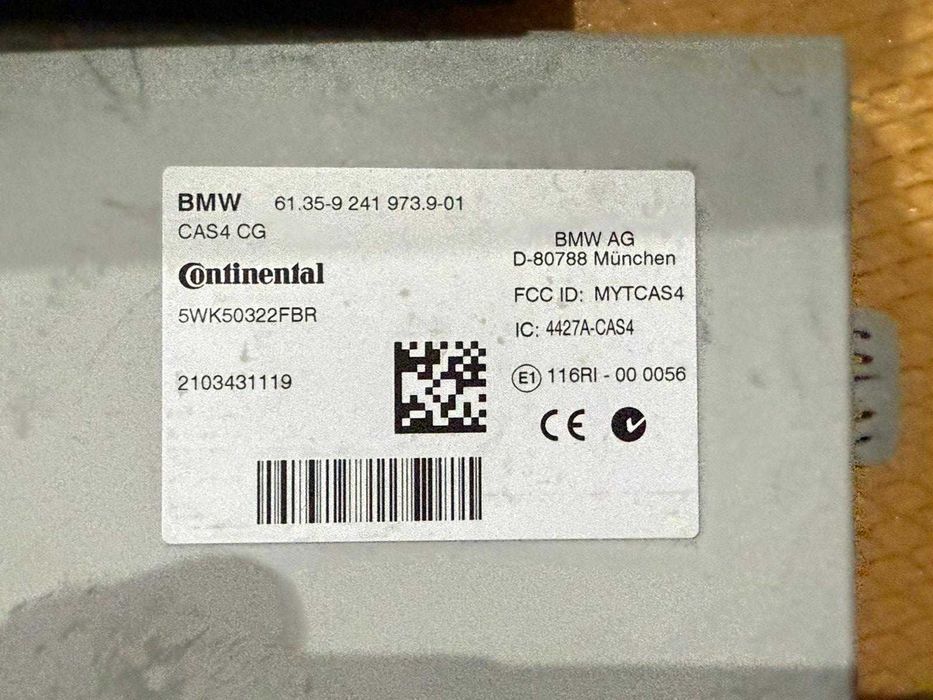 BMW 61.35-9 241 973.9-01
CAS4 CG
Continental
5WK50322FBR
2103431119
BMW AG
D-80788 München
FCC ID: MYTCAS4
IC: 4427A-CAS4
E1 116RI - 00 0056
CE